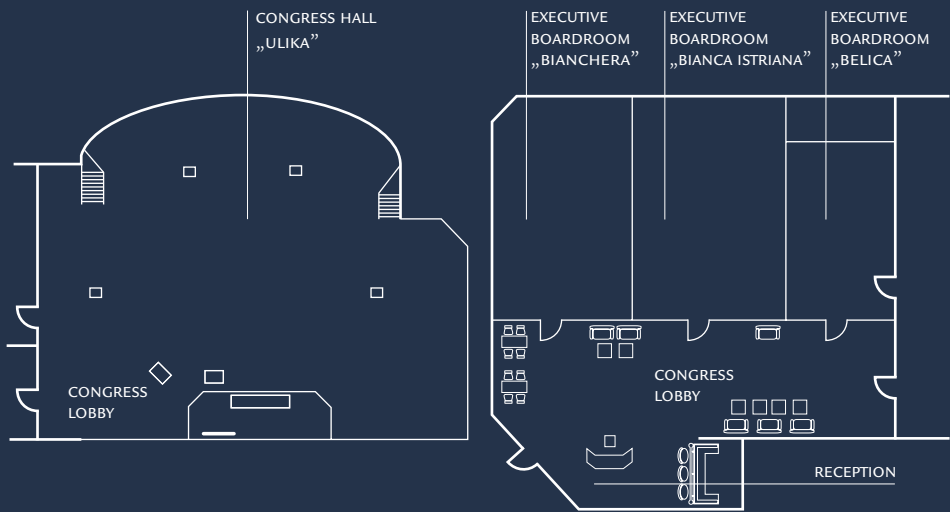 CONGRESS HALL
„ULIKA”
EXECUTIVE
BOARDROOM
„BIANCHERA”
EXECUTIVE
BOARDROOM
„BIANCA ISTRIANA”
EXECUTIVE
BOARDROOM
„BELICA”
CONGRESS
LOBBY
CONGRESS
LOBBY
RECEPTION